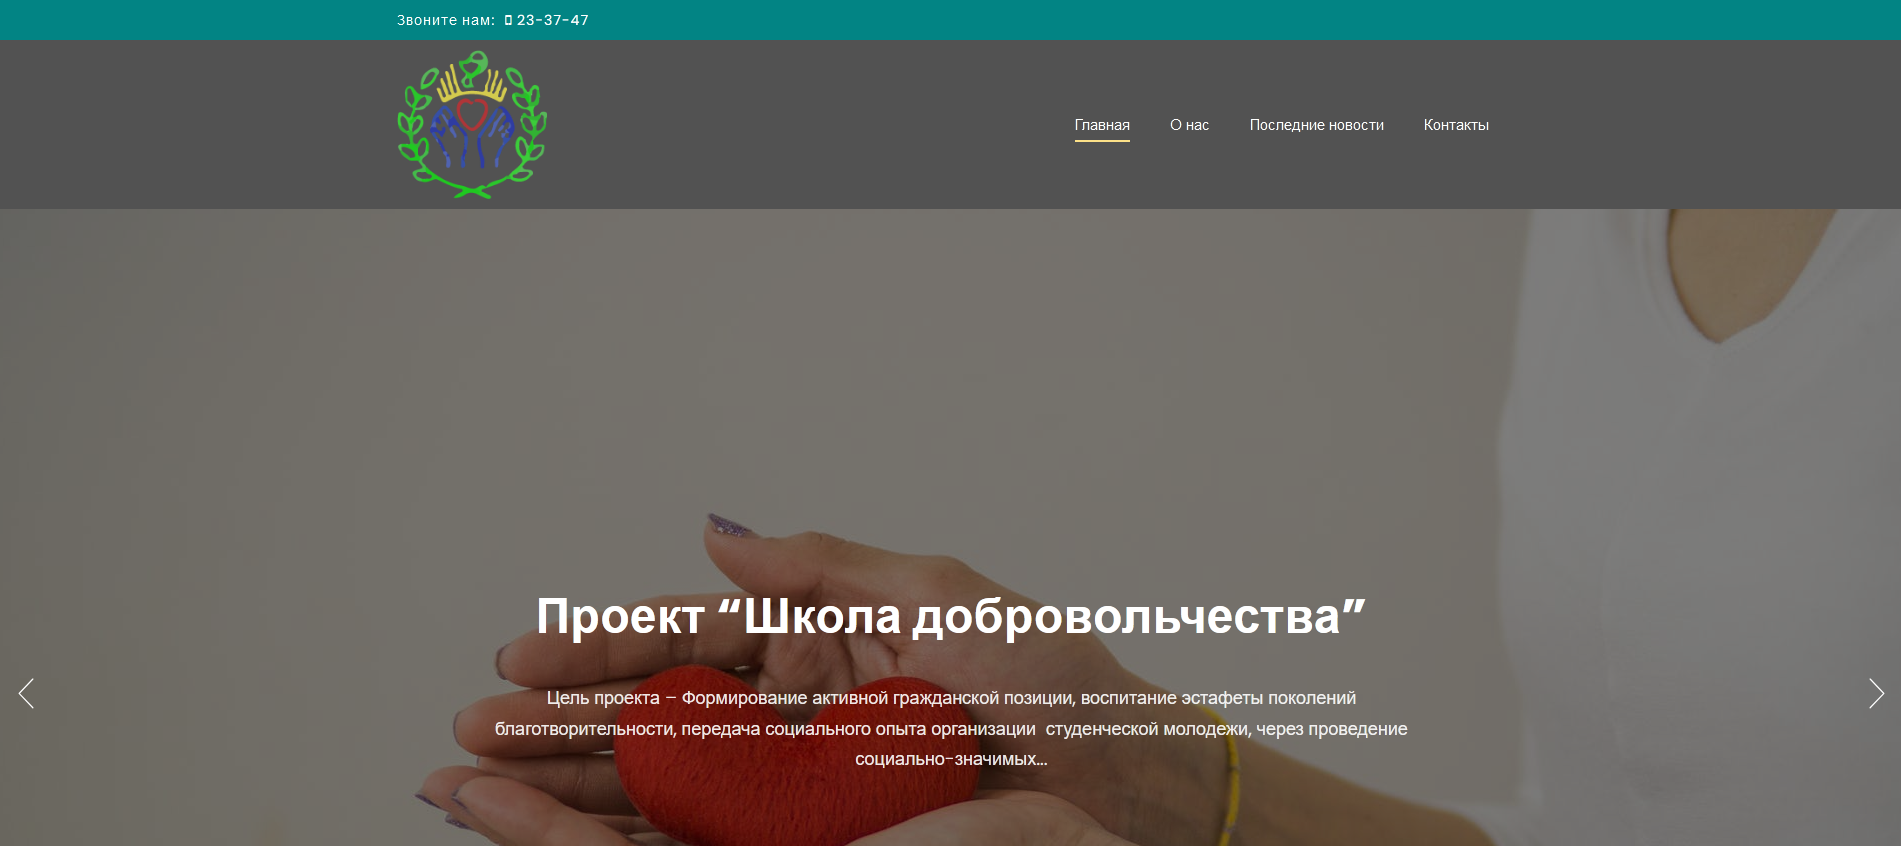 Звоните нам: 23-37-47
Главная О нас Последние новости Контакты
Проект “Школа добровольчества”
Цель проекта – Формирование активной гражданской позиции, воспитание эстафеты поколений
благотворительности, передача социального опыта организации студенческой молодежи, через проведение
социально-значимых...